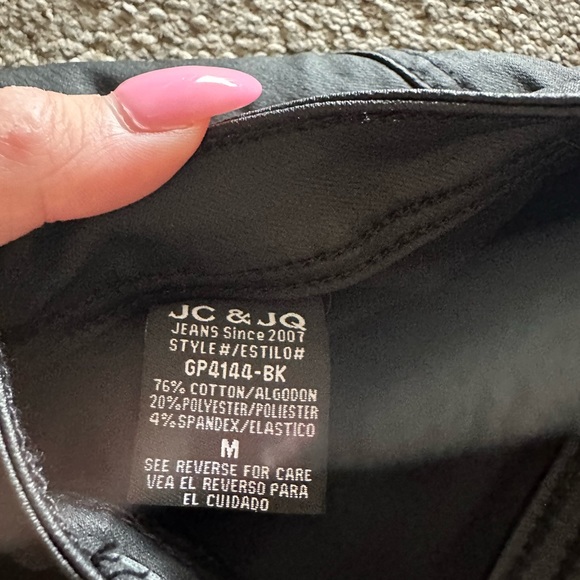 JC & JQ
JEANS Since 2007
STYLE#/ESTILO#
GP4144-BK
76% COTTON/ALGODON
20%POLYESTER/POLIESTER
4%SPANDEX/ELASTICO
M
SEE REVERSE FOR CARE
VEA EL REVERSO PARA
EL CUIDADO